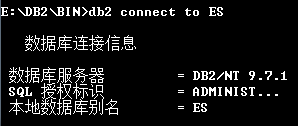 E:\DB2\BIN>db2 connect to ES
数据库连接信息
数据库服务器 = DB2/NT 9.7.1
SQL 授权标识 = ADMINIST...
本地数据库别名 = ES